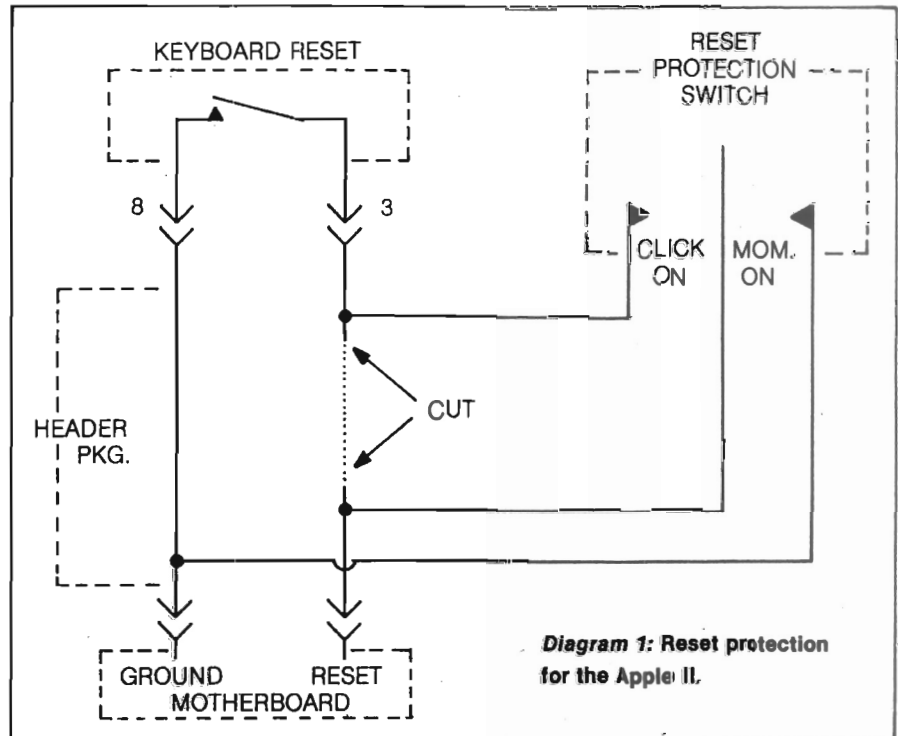 KEYBOARD RESET
RESET
PROTECTION
SWITCH
8
3
CLICK
ON
MOM.
ON
CUT
HEADER
PKG.
GROUND
RESET
MOTHERBOARD
Diagram 1: Reset protection
for the Apple II.